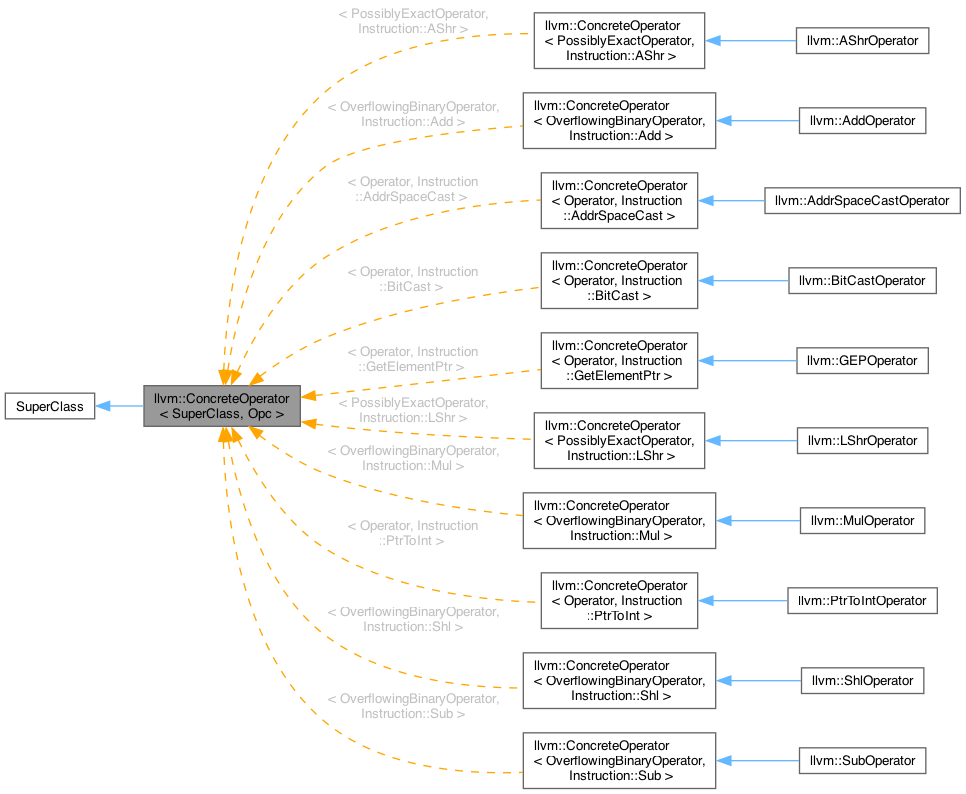 < PossiblyExactOperator,
Instruction::AShr >
llvm::ConcreteOperator
< PossiblyExactOperator,
Instruction::AShr >
llvm::AShrOperator
< OverflowingBinaryOperator,
Instruction::Add >
llvm::ConcreteOperator
< OverflowingBinaryOperator,
Instruction::Add >
llvm::AddOperator
< Operator, Instruction
::AddrSpaceCast >
llvm::ConcreteOperator
< Operator, Instruction
::AddrSpaceCast >
llvm::AddrSpaceCastOperator
< Operator, Instruction
::BitCast >
llvm::ConcreteOperator
< Operator, Instruction
::BitCast >
llvm::BitCastOperator
< Operator, Instruction
::GetElementPtr >
llvm::ConcreteOperator
< Operator, Instruction
::GetElementPtr >
llvm::GEPOperator
SuperClass
llvm::ConcreteOperator
< SuperClass, Opc >
< PossiblyExactOperator,
Instruction::LShr >
llvm::ConcreteOperator
< PossiblyExactOperator,
Instruction::LShr >
llvm::LShrOperator
< OverflowingBinaryOperator,
Instruction::Mul >
llvm::ConcreteOperator
< OverflowingBinaryOperator,
Instruction::Mul >
llvm::MulOperator
< Operator, Instruction
::PtrToInt >
llvm::ConcreteOperator
< Operator, Instruction
::PtrToInt >
llvm::PtrToIntOperator
< OverflowingBinaryOperator,
Instruction::Shl >
llvm::ConcreteOperator
< OverflowingBinaryOperator,
Instruction::Shl >
llvm::ShlOperator
< OverflowingBinaryOperator,
Instruction::Sub >
llvm::ConcreteOperator
< OverflowingBinaryOperator,
Instruction::Sub >
llvm::SubOperator